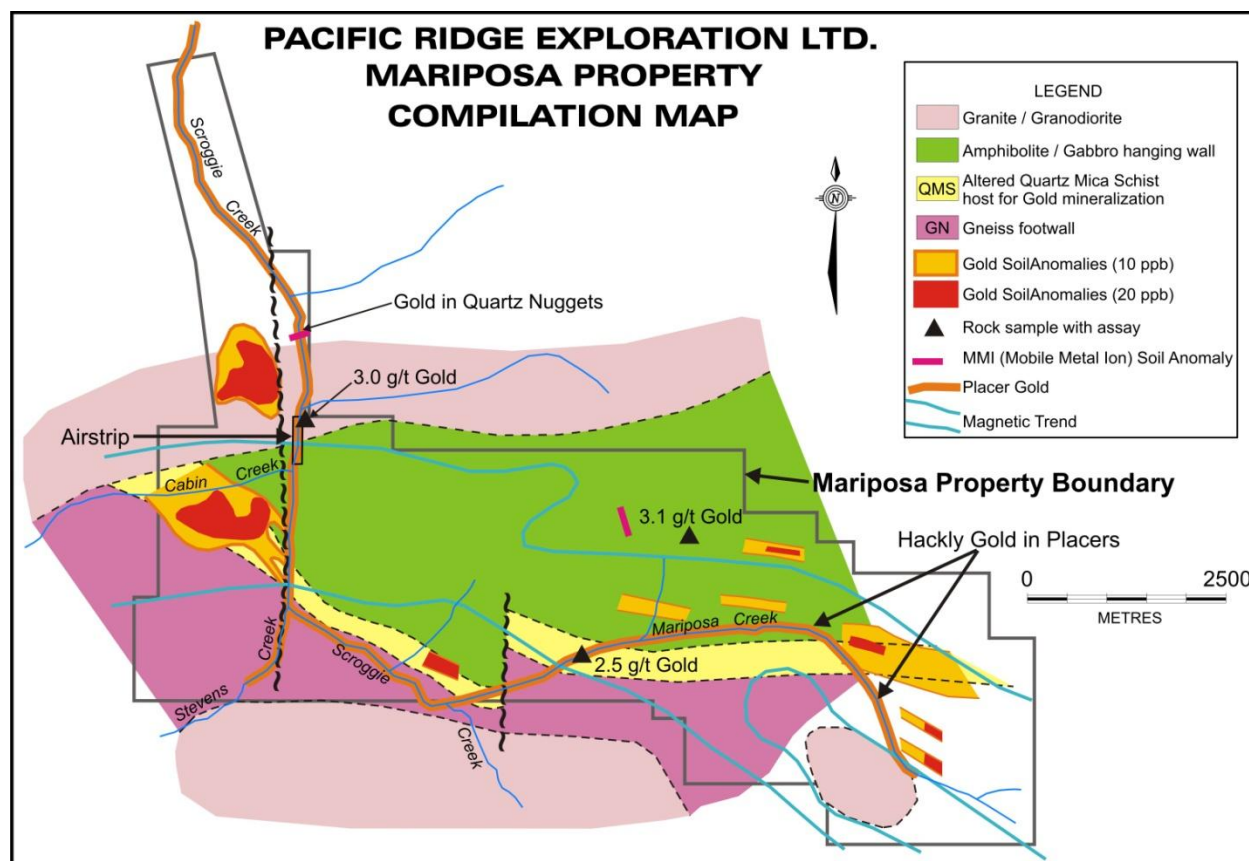 PACIFIC RIDGE EXPLORATION LTD.
MARIPOSA PROPERTY
COMPILATION MAP
LEGEND
Granite / Granodiorite
Amphibolite / Gabbro hanging wall
QMS
Altered Quartz Mica Schist
host for Gold mineralization
GN
Gneiss footwall
Gold SoilAnomalies (10 ppb)
Gold SoilAnomalies (20 ppb)
Rock sample with assay
MMI (Mobile Metal Ion) Soil Anomaly
Placer Gold
Magnetic Trend
N
Scroggie
Creek
Gold in Quartz Nuggets
3.0 g/t Gold
Airstrip
Cabin Creek
Mariposa Property Boundary
3.1 g/t Gold
Hackly Gold in Placers
0 2500
METRES
Mariposa Creek
2.5 g/t Gold
Stevens Creek
Scroggie
Creek